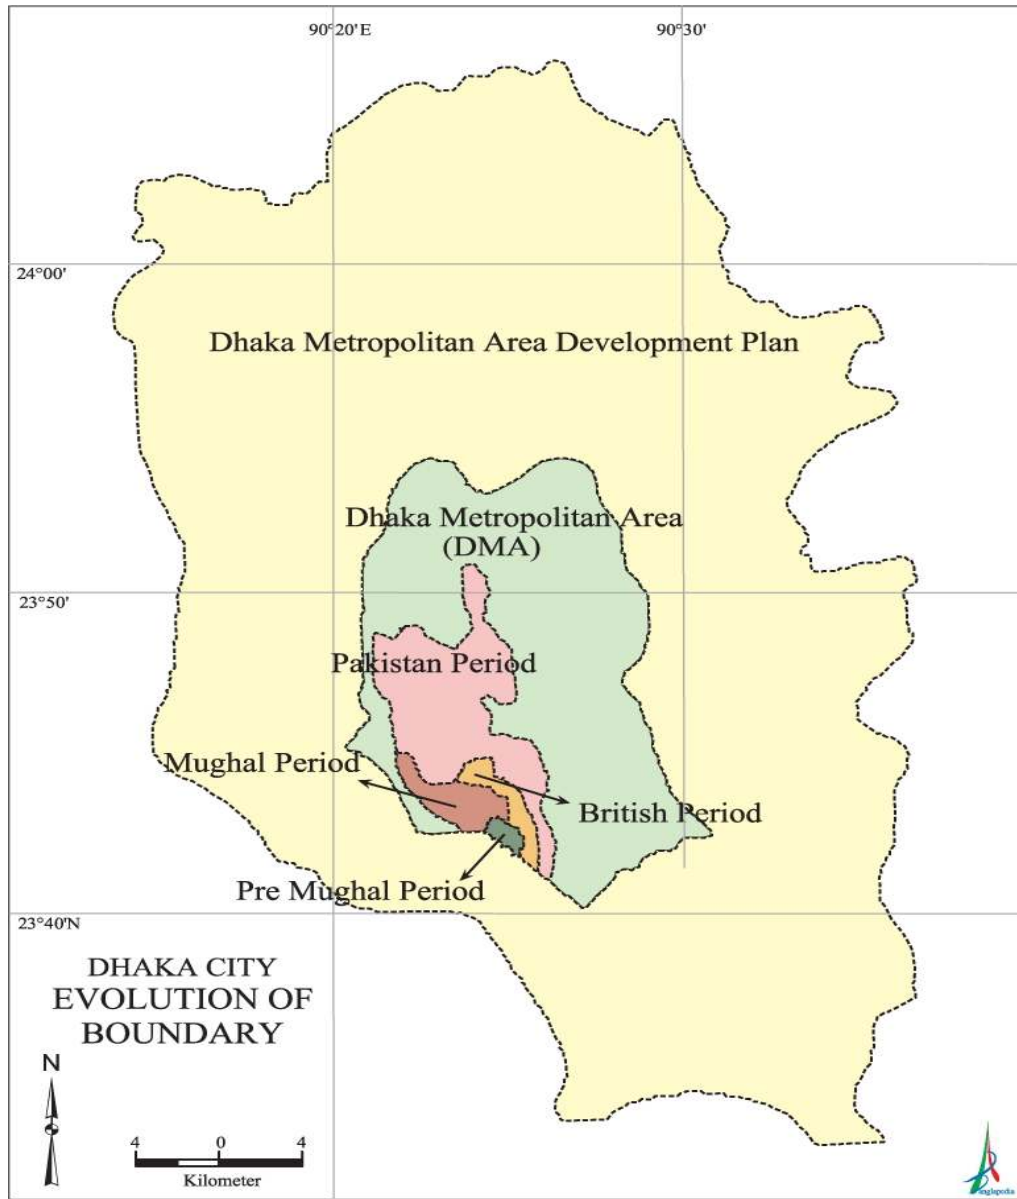 90°20'E
90°30'
24°00'
Dhaka Metropolitan Area Development Plan
Dhaka Metropolitan Area
(DMA)
23°50'
Pakistan Period
Mughal Period
British Period
Pre Mughal Period
23°40'N
DHAKA CITY
EVOLUTION OF
BOUNDARY
N
4 0 4
Kilometer